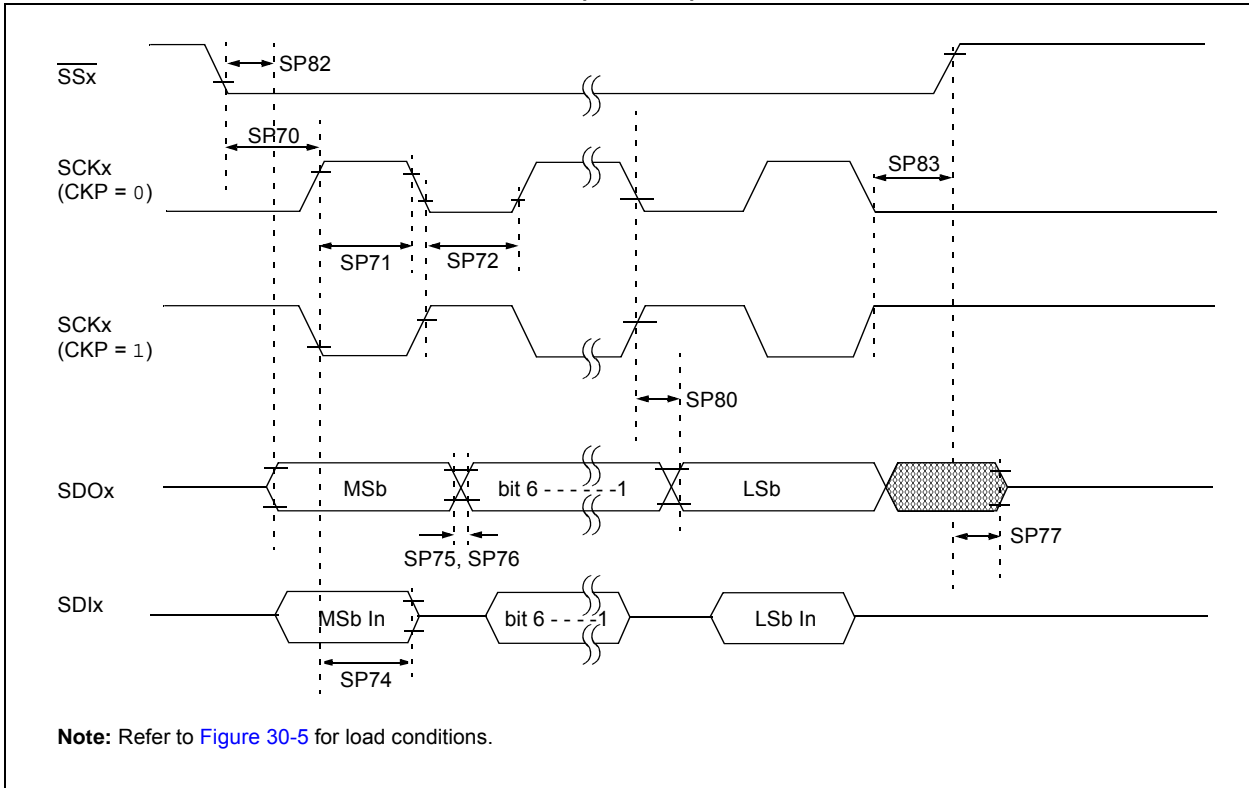 SSx
SP82
SP70
SCKx
(CKP = 0)
SP83
SP71
SP72
SCKx
(CKP = 1)
SP80
SDOx
MSb
bit 6 - - - - - -1
LSb
SP75, SP76
SP77
SDIx
MSb In
bit 6 - - - -1
LSb In
SP74
Note: Refer to Figure 30-5 for load conditions.